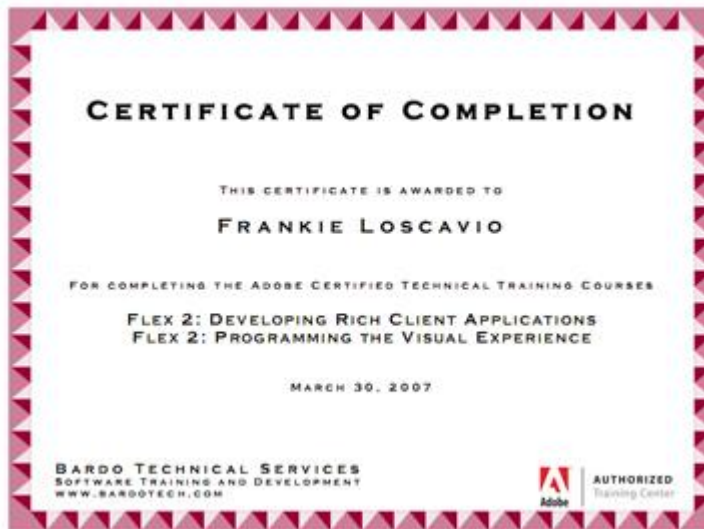 CERTIFICATE OF COMPLETION
THIS CERTIFICATE IS AWARDED TO
FRANKIE LOSCAVIO
FOR COMPLETING THE ADOBE CERTIFIED TECHNICAL TRAINING COURSES
FLEX 2: DEVELOPING RICH CLIENT APPLICATIONS
FLEX 2: PROGRAMMING THE VISUAL EXPERIENCE
MARCH 30, 2007
BARDO TECHNICAL SERVICES
SOFTWARE TRAINING AND DEVELOPMENT
WWW.BARDOTECH.COM
Adobe
AUTHORIZED
Training Center